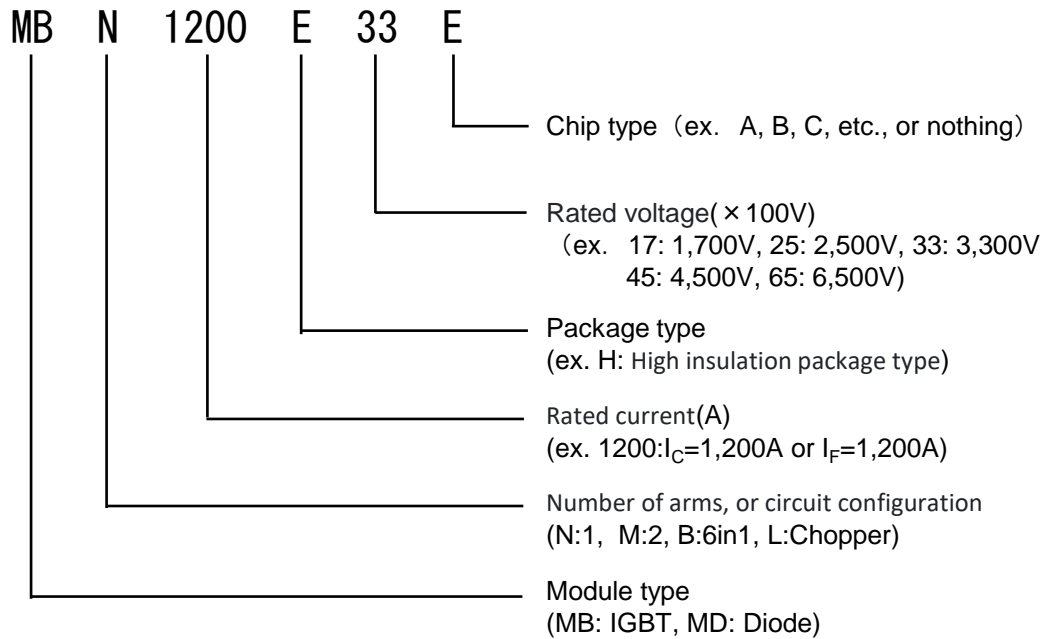 MB N 1200 E 33 E
Chip type（ex. A, B, C, etc., or nothing）
Rated voltage(×100V)
（ex. 17: 1,700V, 25: 2,500V, 33: 3,300V
45: 4,500V, 65: 6,500V)
Package type
(ex. H: High insulation package type)
Rated current(A)
(ex. 1200:IC=1,200A or IF=1,200A)
Number of arms, or circuit configuration
(N:1, M:2, B:6in1, L:Chopper)
Module type
(MB: IGBT, MD: Diode)